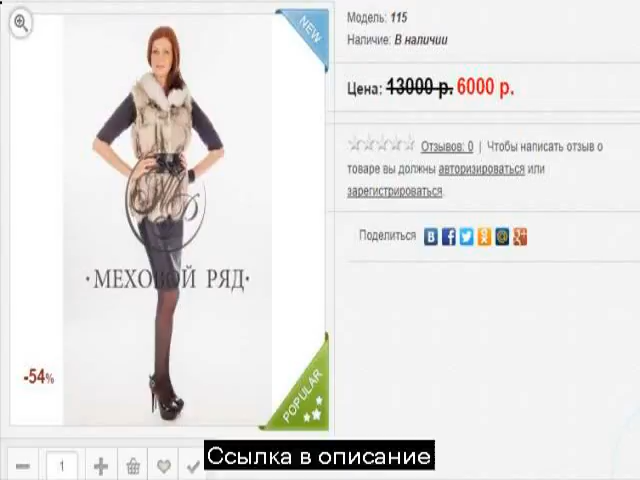 NEW
Модель: 115
Наличие: В наличии
Цена: 13000 р. 6000 р.
Отзывов: 0 | Чтобы написать отзыв о
товаре вы должны авторизироваться или
зарегистрироваться.
Поделиться
·МЕХОВОЙ РЯД·
-54%
POPULAR
1
Ссылка в описание